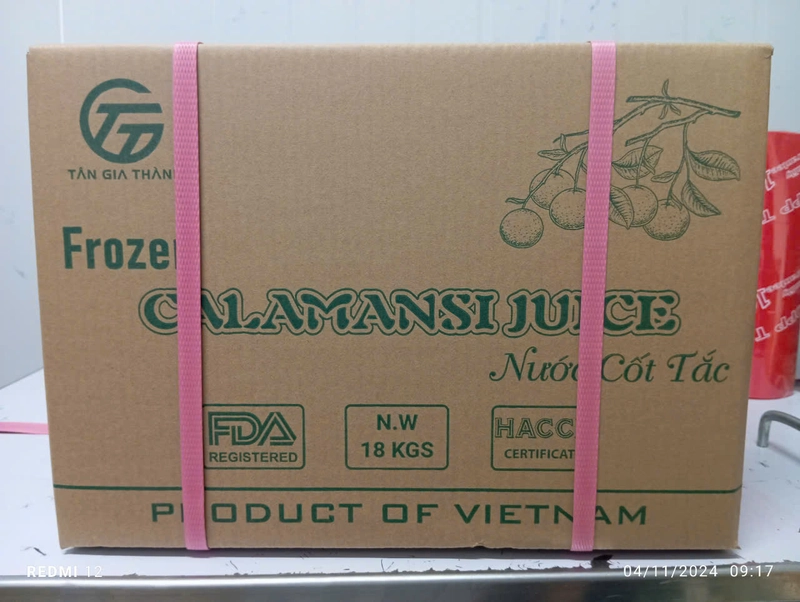 TÂN GIA THÀN
Frozen
CALAMANSI JUICE
Nước Cốt Tắc
FDA
REGISTERED
N.W
18 KGS
HACC
CERTIFICAT
PRODUCT OF VIETNAM
REDMI 12
04/11/2024 09:17